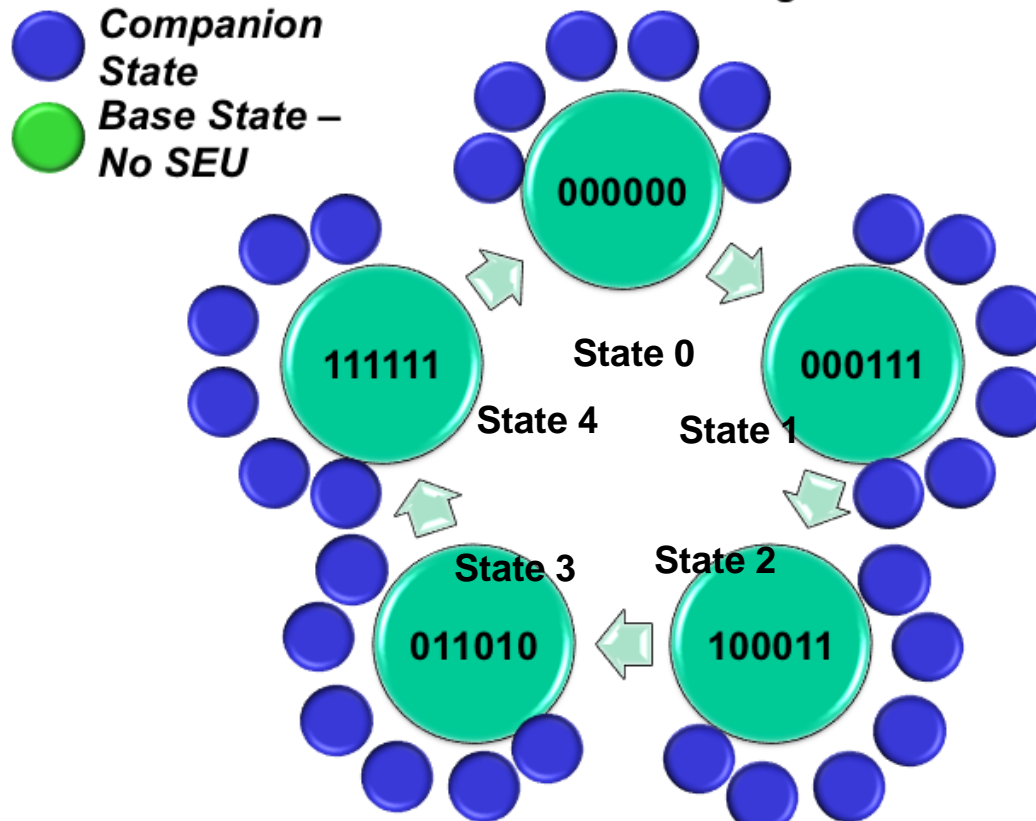 Companion
State
Base State –
No SEU
000000
111111
State 0
000111
State 4
State 1
State 3
State 2
011010
100011